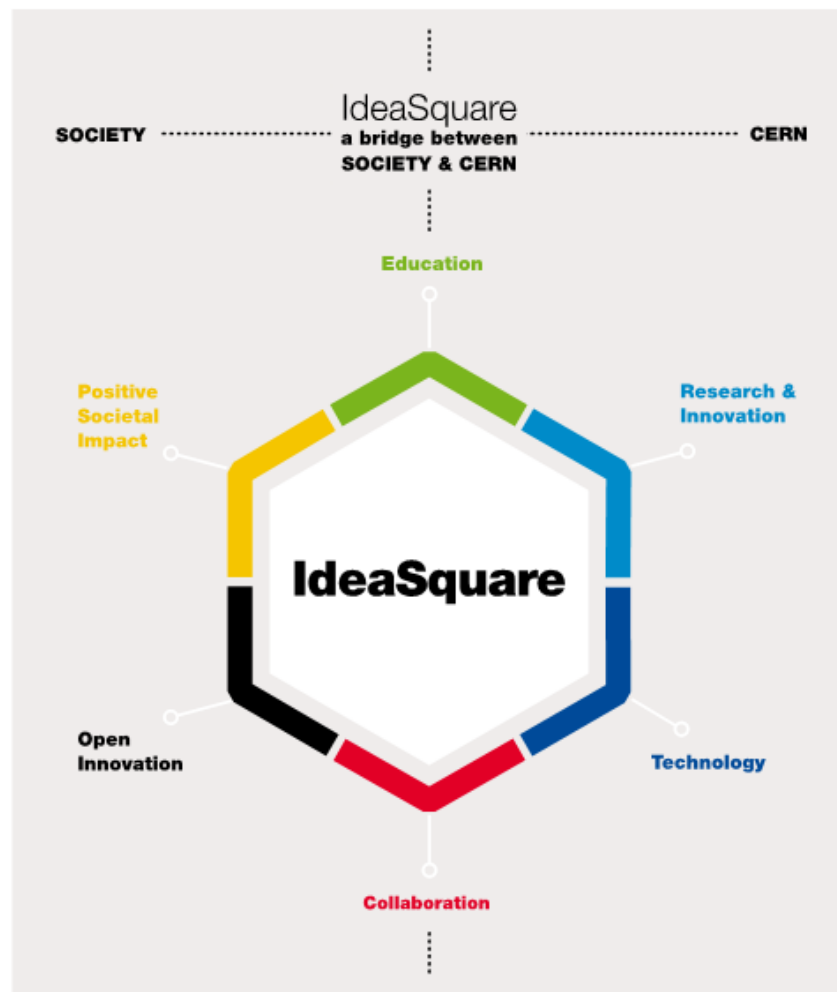 IdeaSquare
SOCIETY a bridge between CERN
SOCIETY & CERN
Education
Positive
Societal
Impact
Research &
Innovation
IdeaSquare
Open
Innovation
Technology
Collaboration